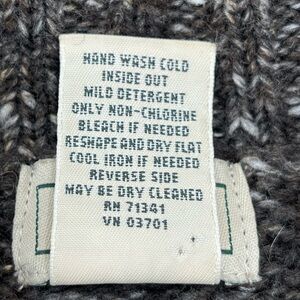 HAND WASH COLD
INSIDE OUT
MILD DETERGENT
ONLY NON-CHLORINE
BLEACH IF NEEDED
RESHAPE AND DRY FLAT
COOL IRON IF NEEDED
REVERSE SIDE
MAY BE DRY CLEANED
RN 71341
VN 03701